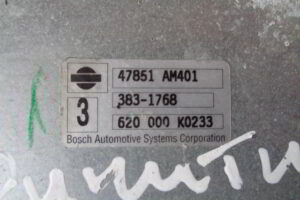 47851 AM401
3 383-1768
620 000 K0233
Bosch Automotive Systems Corporation